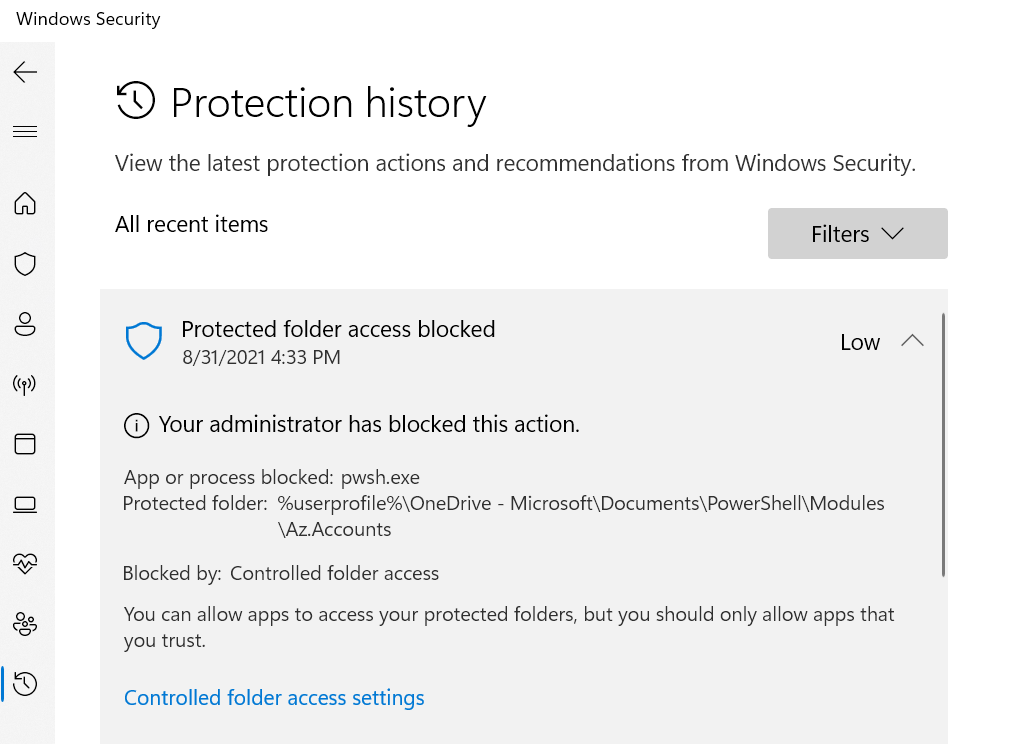 Windows Security
Protection history
View the latest protection actions and recommendations from Windows Security.
All recent items
Filters
Protected folder access blocked
8/31/2021 4:33 PM
Low
Your administrator has blocked this action.
App or process blocked: pwsh.exe
Protected folder: %userprofile%\OneDrive - Microsoft\Documents\PowerShell\Modules
\Az.Accounts
Blocked by: Controlled folder access
You can allow apps to access your protected folders, but you should only allow apps that
you trust.
Controlled folder access settings